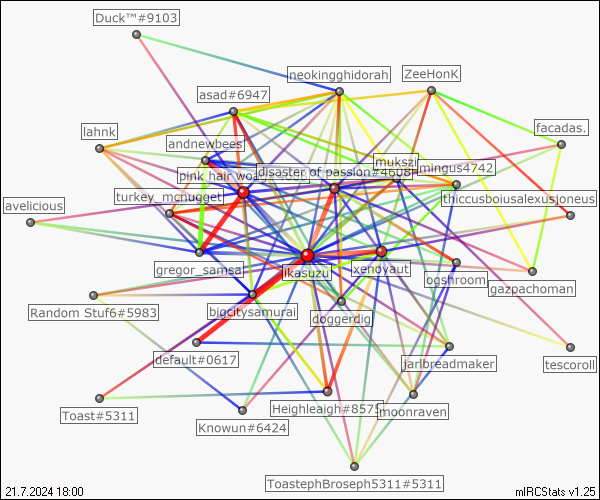 Duck™#9103
neokingghidorah
ZeeHonK
asad#6947
facadas.
lahnk
andnewbees
mukszi
pink hair woa
disaster of passion#4608
mingus4742
turkey_mcnugget
thiccusboiusalexusjoneus
avelicious
gregor_samsa
ikasuzu
xenoyaut
ogshroom
gazpachoman
Random Stuf6#5983
bigcitysamurai
doggerdig
default#0617
jarlbreadmaker
tescoroll
Toast#5311
Heighleigh#8575
moonraven
Knowun#6424
ToastephBroseph5311#5311
21.7.2024 18:00
mIRCStats v1.25